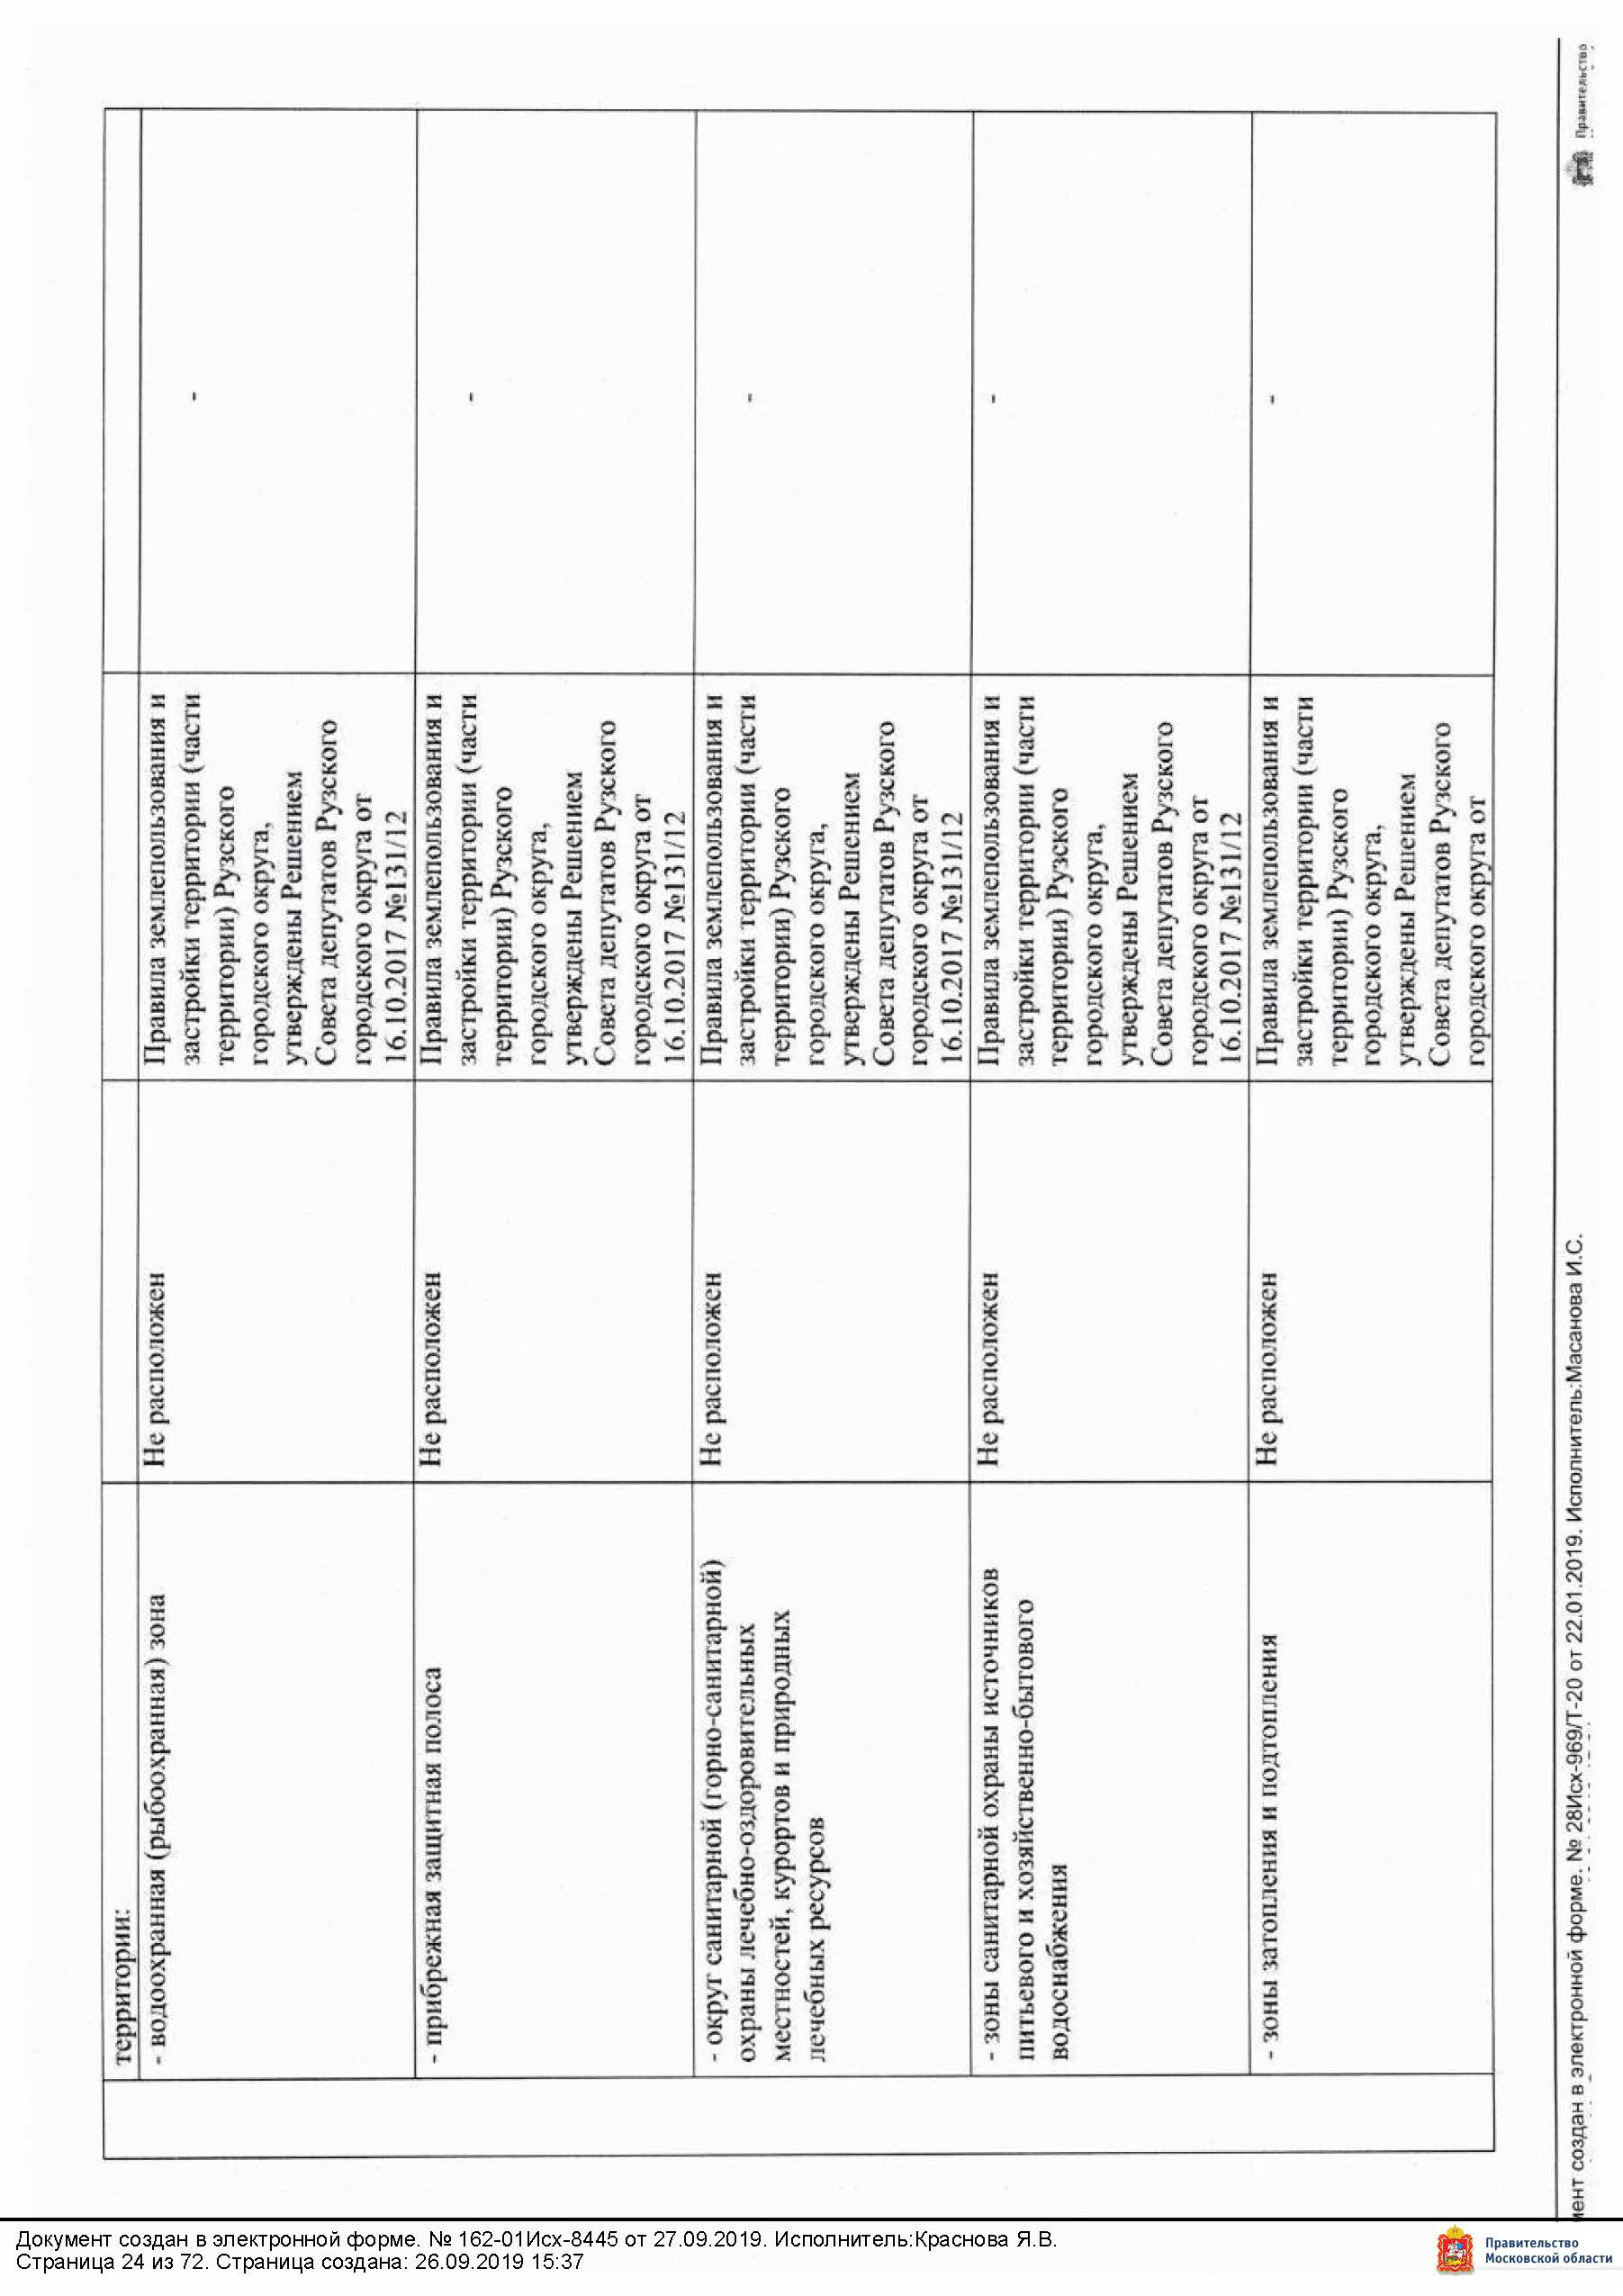 территории:
- водоохранная (рыбоохранная) зона
Не расположен
Правила землепользования и
застройки территории (части
территории) Рузского
городского округа,
утверждены Решением
Совета депутатов Рузского
городского округа от
16.10.2017 №131/12
-
- прибрежная защитная полоса
Не расположен
Правила землепользования и
застройки территории (части
территории) Рузского
городского округа,
утверждены Решением
Совета депутатов Рузского
городского округа от
16.10.2017 №131/12
-
- округ санитарной (горно-санитарной)
охраны лечебно-оздоровительных
местностей, курортов и природных
лечебных ресурсов
Не расположен
Правила землепользования и
застройки территории (части
территории) Рузского
городского округа,
утверждены Решением
Совета депутатов Рузского
городского округа от
16.10.2017 №131/12
-
- зоны санитарной охраны источников
питьевого и хозяйственно-бытового
водоснабжения
Не расположен
Правила землепользования и
застройки территории (части
территории) Рузского
городского округа,
утверждены Решением
Совета депутатов Рузского
городского округа от
16.10.2017 №131/12
-
- зоны затопления и подтопления
Не расположен
Правила землепользования и
застройки территории (части
территории) Рузского
городского округа,
утверждены Решением
Совета депутатов Рузского
городского округа от
-
мент создан в электронной форме. № 28Исх-969/Т-20 от 22.01.2019. Исполнитель:Масанова И.С.
Правительство
Документ создан в электронной форме. № 162-01Исх-8445 от 27.09.2019. Исполнитель:Краснова Я.В.
Страница 24 из 72. Страница создана: 26.09.2019 15:37
Правительство
Московской области